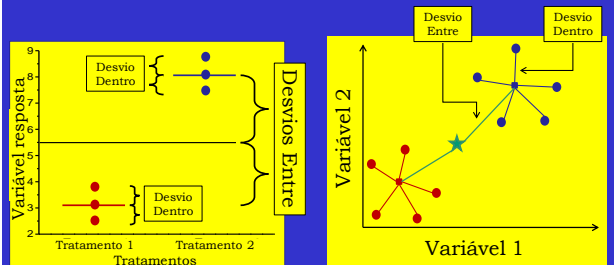 9
8
7
6
5
4
3
2
Variável resposta
Desvio
Dentro
Desvio
Dentro
Desvios Entre
Tratamento 1
Tratamento 2
Tratamentos
Desvio
Entre
Desvio
Dentro
Variável 2
Variável 1